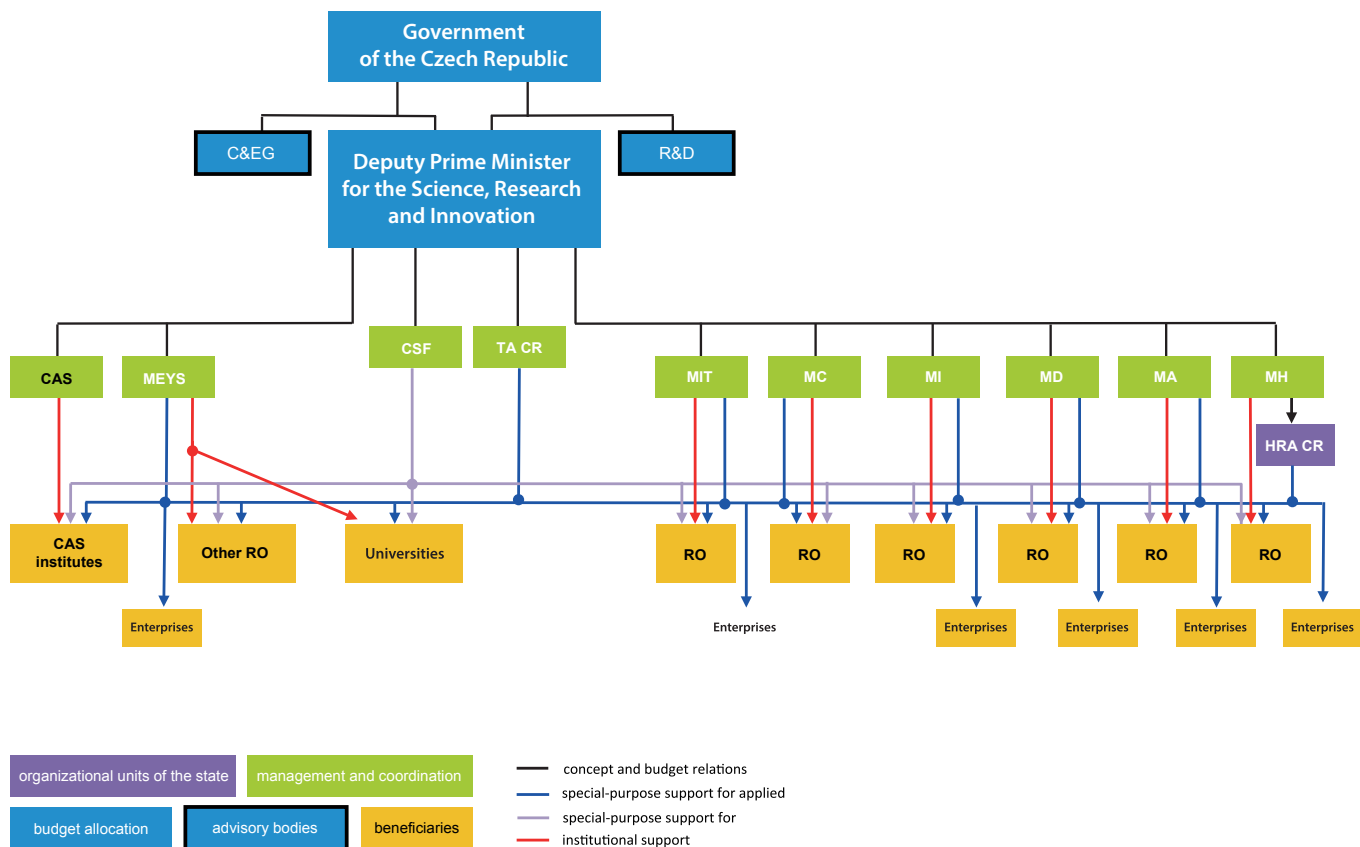 Government
of the Czech Republic
C&EG
R&D
Deputy Prime Minister
for the Science, Research
and Innovation
CSF
TA CR
CAS
MEYS
MIT
MC
MI
MD
MA
MH
HRA CR
CAS
institutes
Other RO
Universities
RO
RO
RO
RO
RO
RO
Enterprises
Enterprises
Enterprises
Enterprises
Enterprises
Enterprises
organizational units of the state
management and coordination
budget allocation
advisory bodies
beneficiaries
concept and budget relations
special-purpose support for applied
special-purpose support for
institutional support